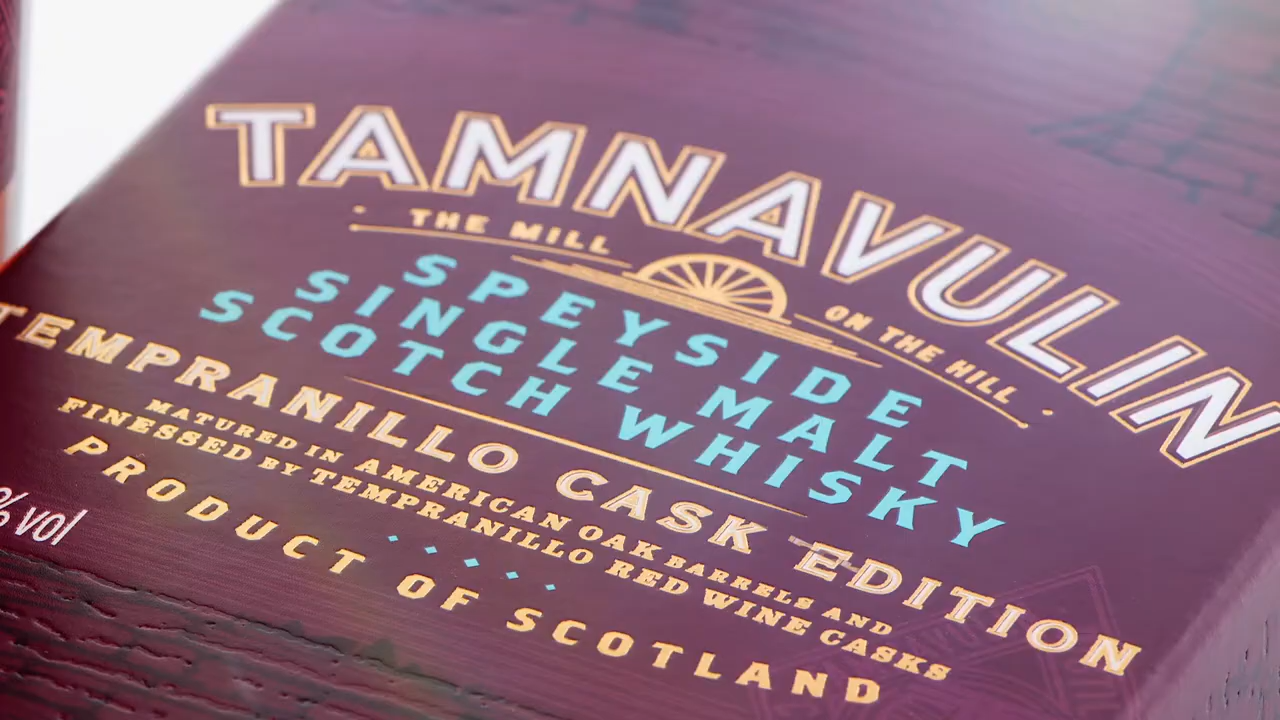 TAMNAVULIN
THE MILL ON THE HILL
SPEYSIDE
SINGLE MALT
SCOTCH WHISKY
TEMPRANILLO CASK EDITION
MATURED IN AMERICAN OAK BARRELS AND
FINESSED BY TEMPRANILLO RED WINE CASKS
PRODUCT OF SCOTLAND
% vol